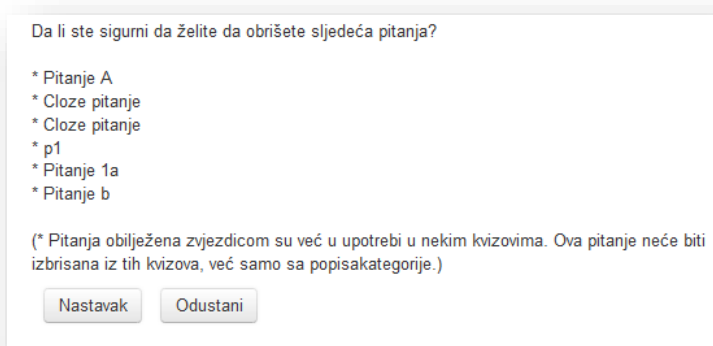 Da li ste sigurni da želite da obrišete sljedeća pitanja?
* Pitanje A
* Cloze pitanje
* Cloze pitanje
* p1
* Pitanje 1a
* Pitanje b
(* Pitanja obilježena zvjezdicom su već u upotrebi u nekim kvizovima. Ova pitanje neće biti
izbrisana iz tih kvizova, već samo sa popisakategorije.)
Nastavak Odustani